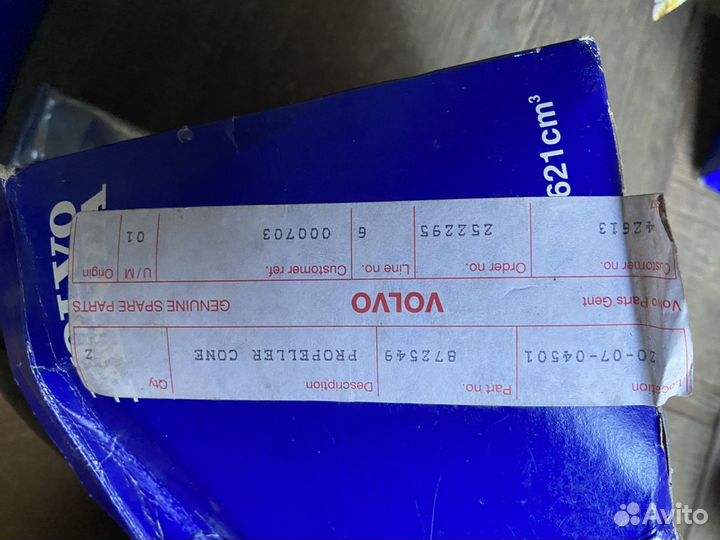 Location Part no. Description Qty
20-07-04501 872549 PROPELLER CONE 2
Volvo Parts Gent VOLVO GENUINE SPARE PARTS
Customer no. Order no. Line no. Customer ref. U/M Origin
42613 252295 6 000703 01
VOLVO
621cm³
Avito